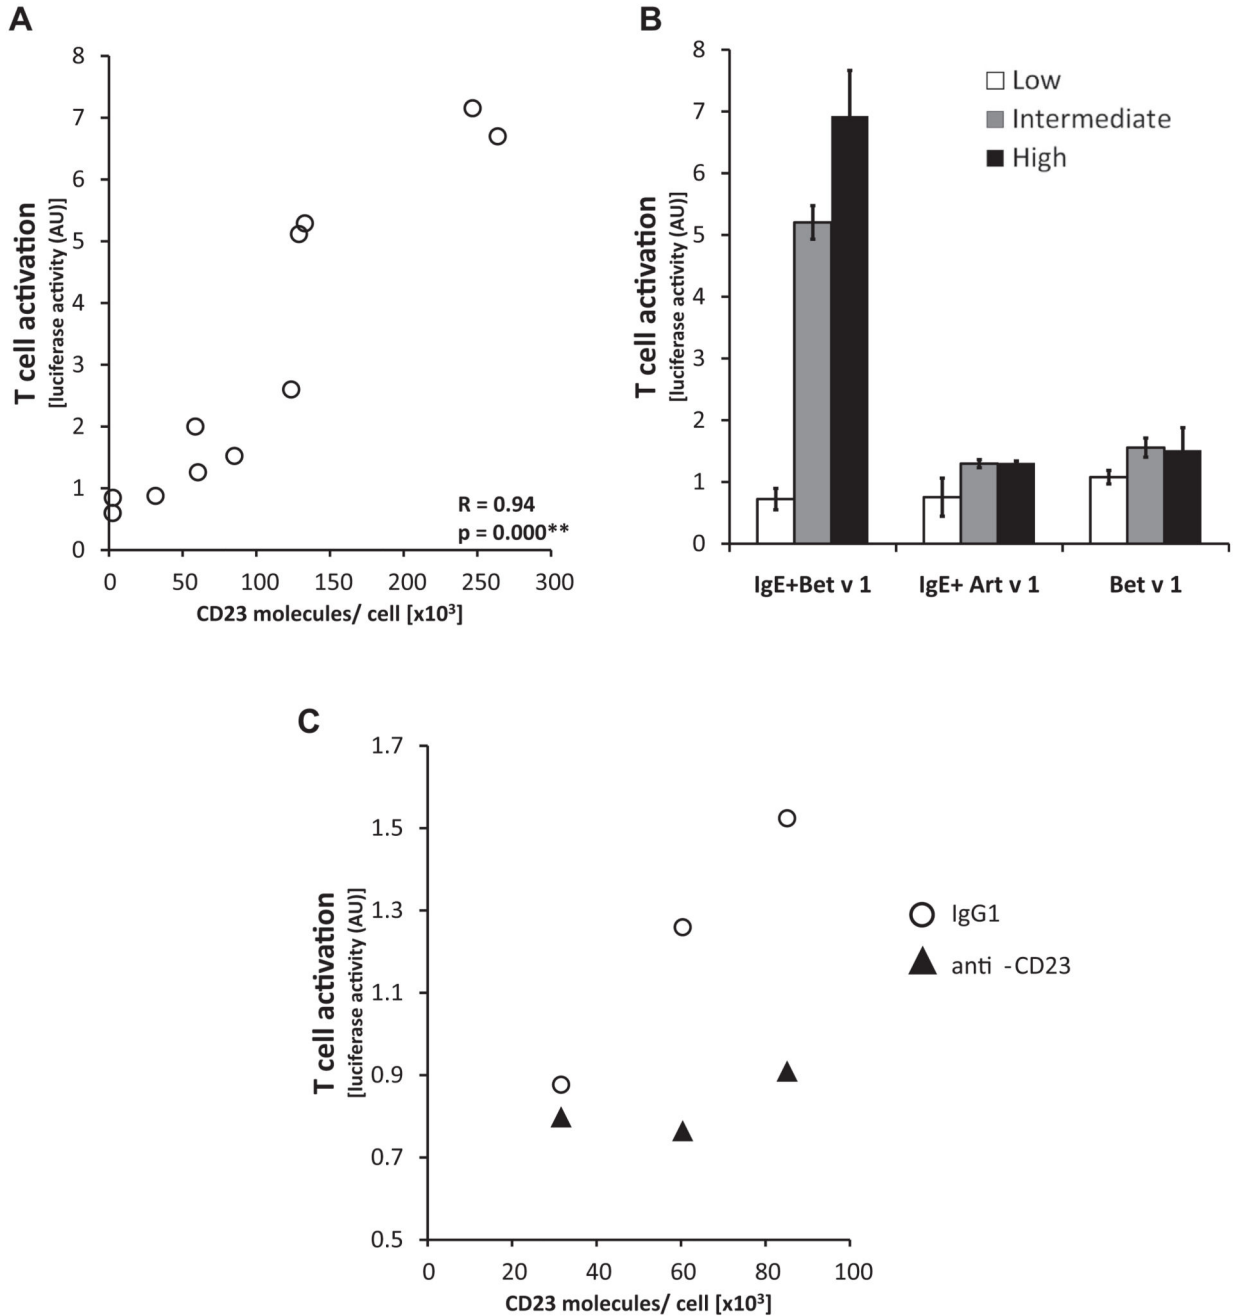 A
8
7
6
5
4
3
2
1
0
T cell activation
[luciferase activity (AU)]
R = 0.94
p = 0.000**
0 50 100 150 200 250 300
CD23 molecules/ cell [x10³]
B
8
7
6
5
4
3
2
1
0
T cell activation
[luciferase activity (AU)]
Low
Intermediate
High
IgE+Bet v 1 IgE+ Art v 1 Bet v 1
C
1.7
1.5
1.3
1.1
0.9
0.7
0.5
T cell activation
[luciferase activity (AU)]
IgG1
anti -CD23
0 20 40 60 80 100
CD23 molecules/ cell [x10³]